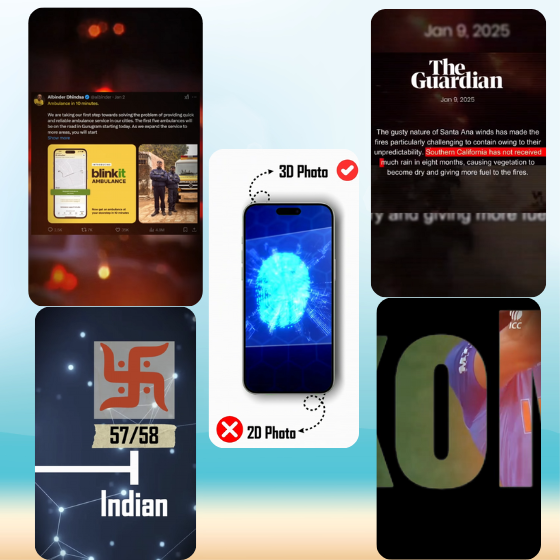 Albinder Dhindsa
Ambulance in 10 minutes.
We are taking our first step towards solving the problem of providing quick
and reliable ambulance service in our cities. The first five ambulances will
be on the road in Gurugram starting today. As we expand the service to
more areas, you will start
Show more
blinkit
AMBULANCE
Jan 9, 2025
The
Guardian
Jan 9, 2025
The gusty nature of Santa Ana winds has made the
fires particularly challenging to contain owing to their
unpredictability. Southern California has not received
much rain in eight months, causing vegetation to
become dry and giving more fuel to the fires.
ry and giving more fue
3D Photo
2D Photo
57/58
Indian
ICC
KOI